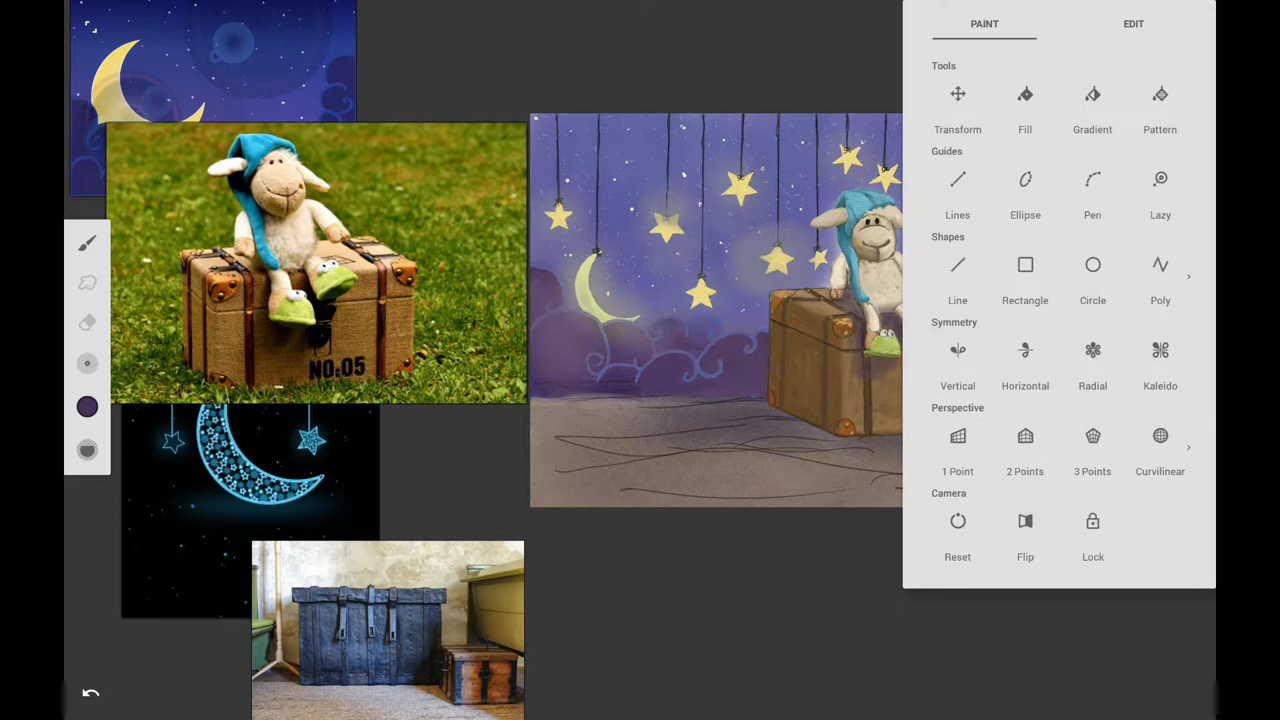 PAINT EDIT
Tools
Transform Fill Gradient Pattern
Guides
Lines Ellipse Pen Lazy
Shapes
Line Rectangle Circle Poly
Symmetry
Vertical Horizontal Radial Kaleido
Perspective
1 Point 2 Points 3 Points Curvilinear
Camera
Reset Flip Lock
NO:05